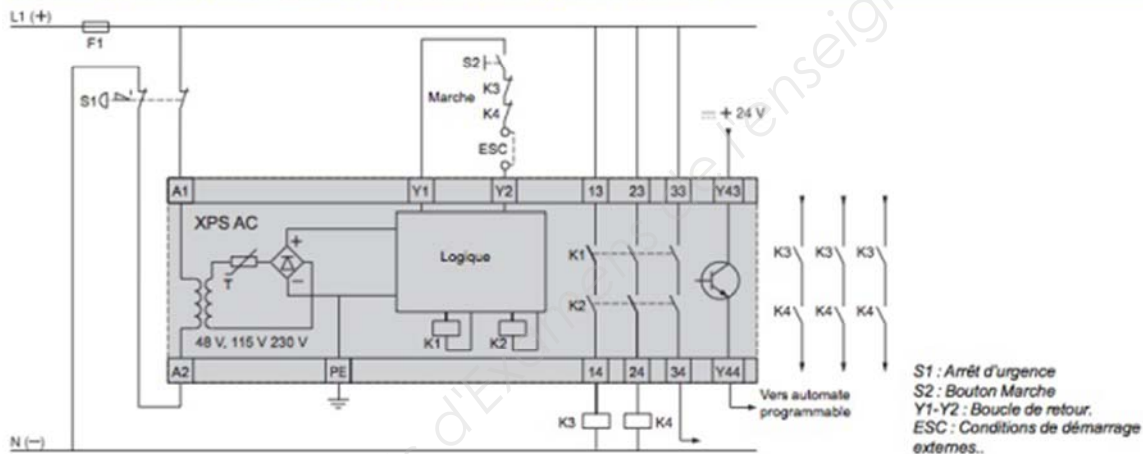 L1 (+)
F1
S1
S2
Marche
K3
K4
ESC
+ 24 V
A1
Y1
Y2
13
23
33
Y43
XPS AC
+
T
−
Logique
K1
K2
48 V, 115 V 230 V
K1
K2
K3
K3
K3
K4
K4
K4
A2
PE
14
24
34
Y44
K3
K4
Vers automate
programmable
N (−)
S1 : Arrêt d'urgence
S2 : Bouton Marche
Y1-Y2 : Boucle de retour.
ESC : Conditions de démarrage
externes..
d'Examens de l'enseign